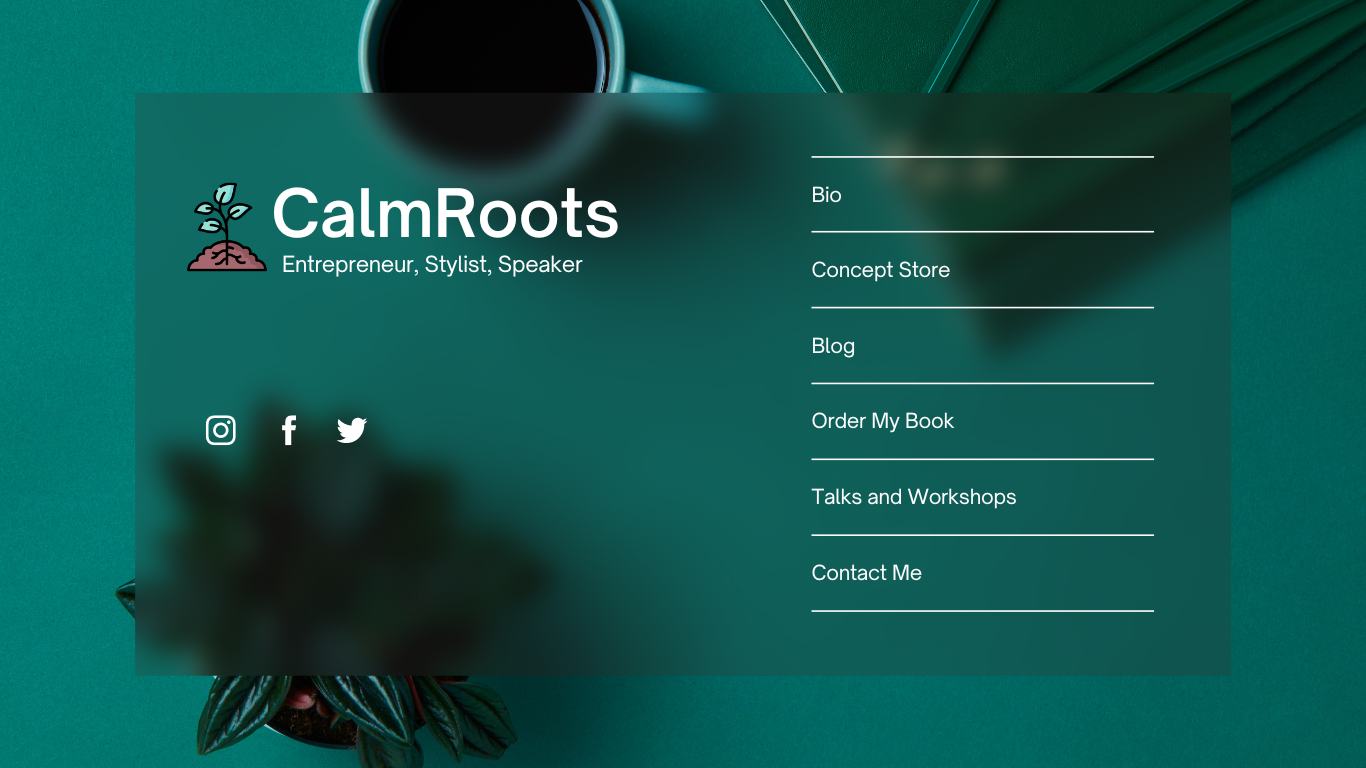 CalmRoots
Entrepreneur, Stylist, Speaker
Bio
Concept Store
Blog
Order My Book
Talks and Workshops
Contact Me